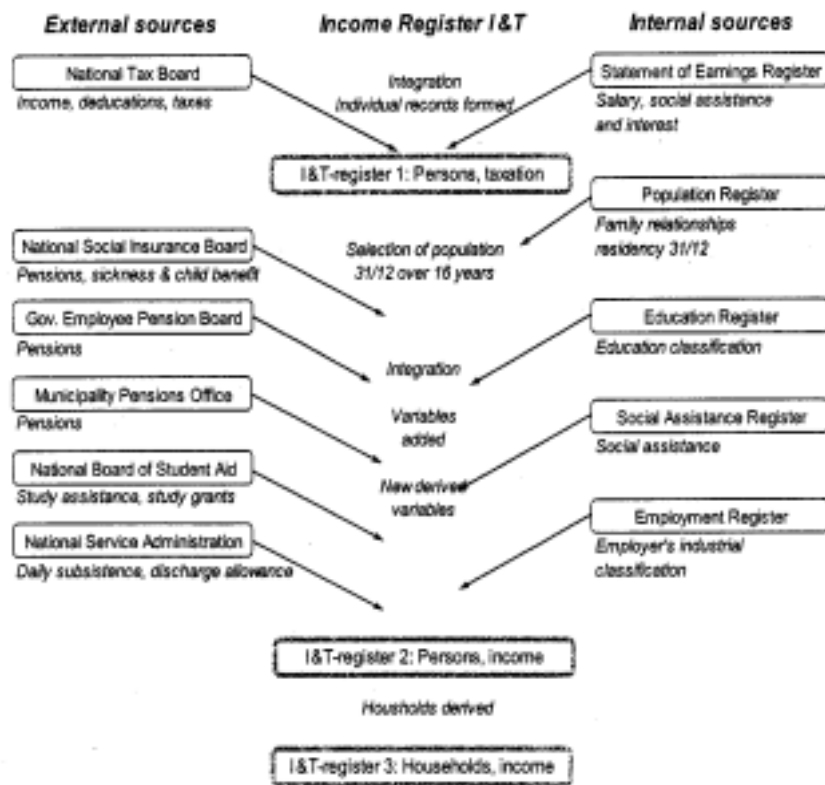 External sources
Income Register I&T
Internal sources
National Tax Board
Income, deducations, taxes
Integration
Individual records formed
Statement of Earnings Register
Salary, social assistance
and interest
I&T-register 1: Persons, taxation
Population Register
Family relationships
residency 31/12
National Social Insurance Board
Pensions, sickness & child benefit
Selection of population
31/12 over 16 years
Gov. Employee Pension Board
Pensions
Education Register
Education classification
Integration
Municipality Pensions Office
Pensions
Variables
added
Social Assistance Register
Social assistance
National Board of Student Aid
Study assistance, study grants
New derived
variables
Employment Register
Employer's industrial
classification
National Service Administration
Daily subsistence, discharge allowance
I&T-register 2: Persons, income
Housholds derived
I&T-register 3: Households, income